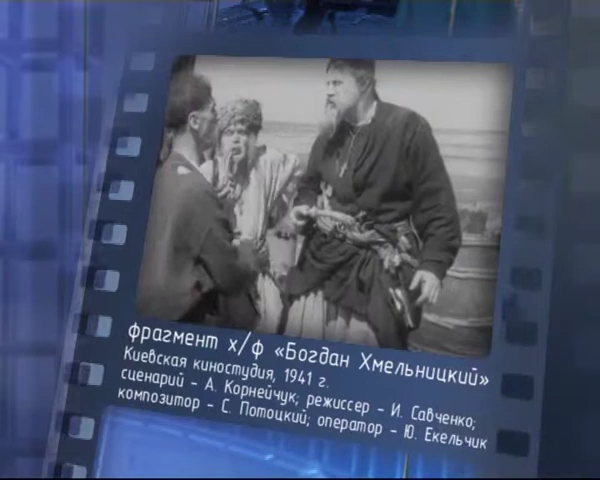 фрагмент х/ф «Богдан Хмельницкий»
Киевская киностудия, 1941 г.
сценарий – А. Корнейчук; режиссер – И. Савченко;
композитор – С. Потоцкий; оператор – Ю. Екельчик